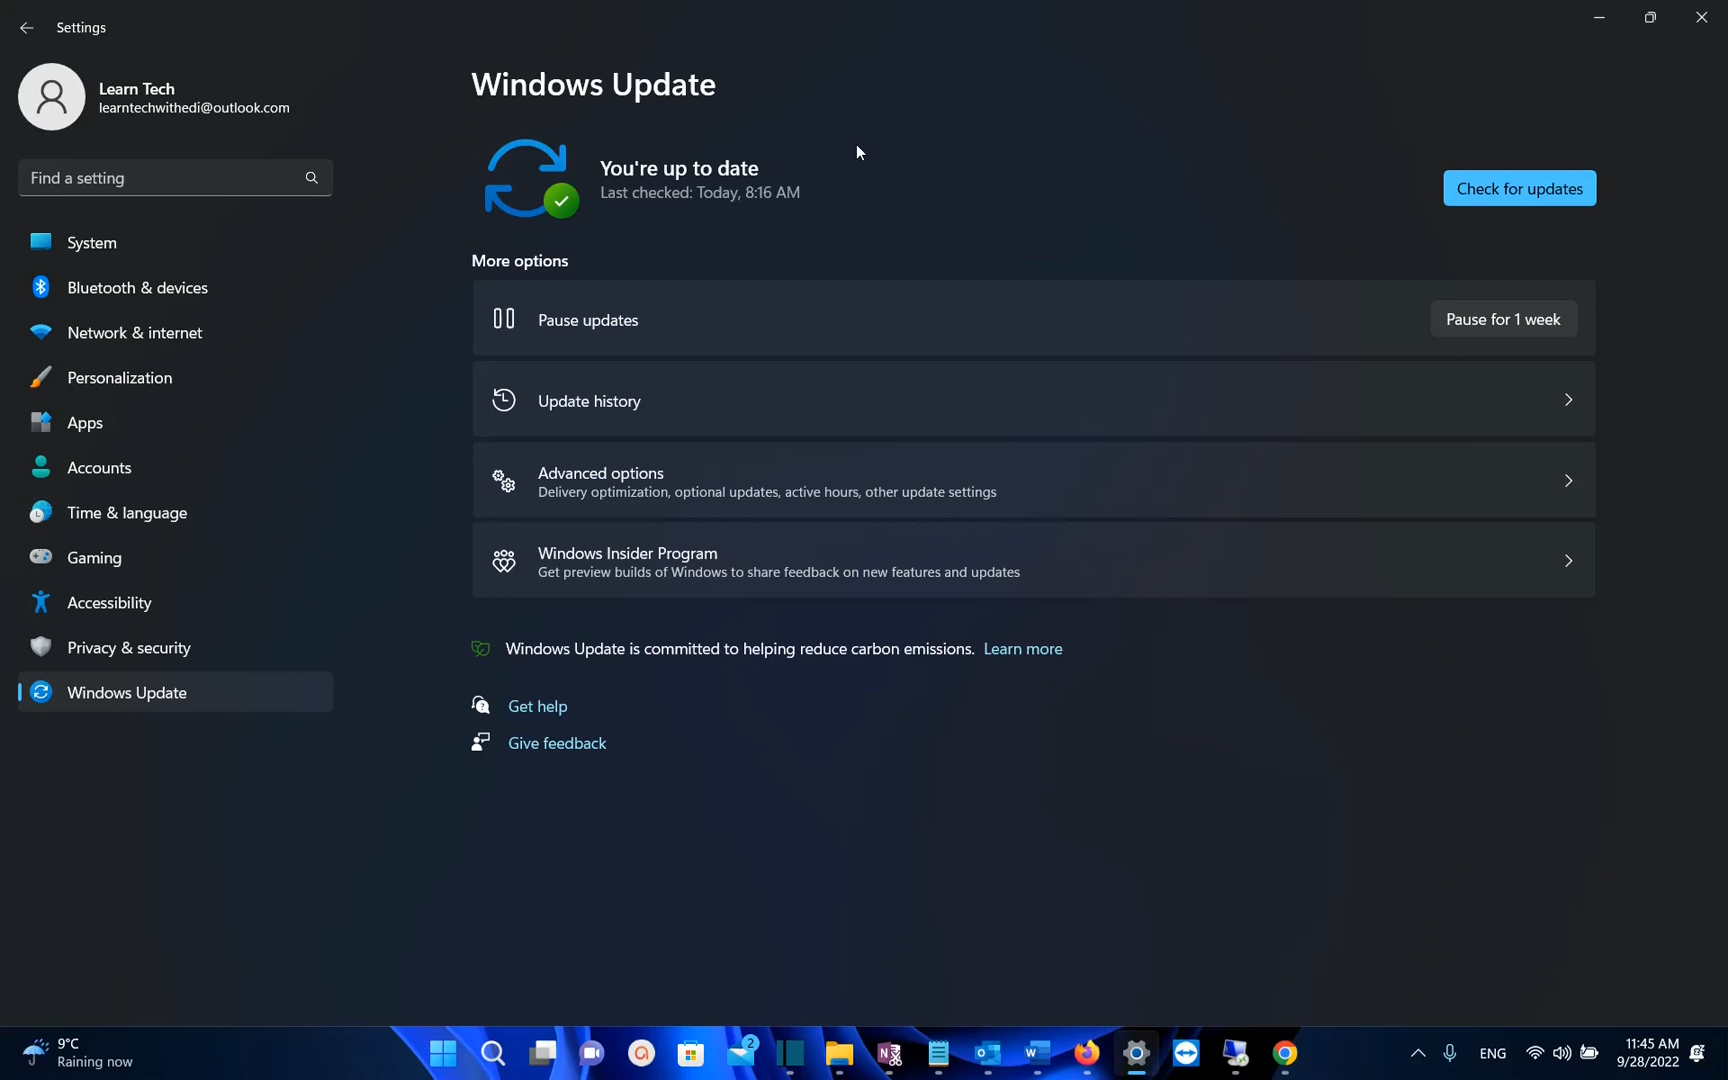 Settings
Learn Tech
learntechwithedi@outlook.com
Find a setting
System
Bluetooth & devices
Network & internet
Personalization
Apps
Accounts
Time & language
Gaming
Accessibility
Privacy & security
Windows Update
Windows Update
You're up to date
Last checked: Today, 8:16 AM
Check for updates
More options
Pause updates
Pause for 1 week
Update history
Advanced options
Delivery optimization, optional updates, active hours, other update settings
Windows Insider Program
Get preview builds of Windows to share feedback on new features and updates
Windows Update is committed to helping reduce carbon emissions. Learn more
Get help
Give feedback
9°C
Raining now
2
ENG
11:45 AM
9/28/2022